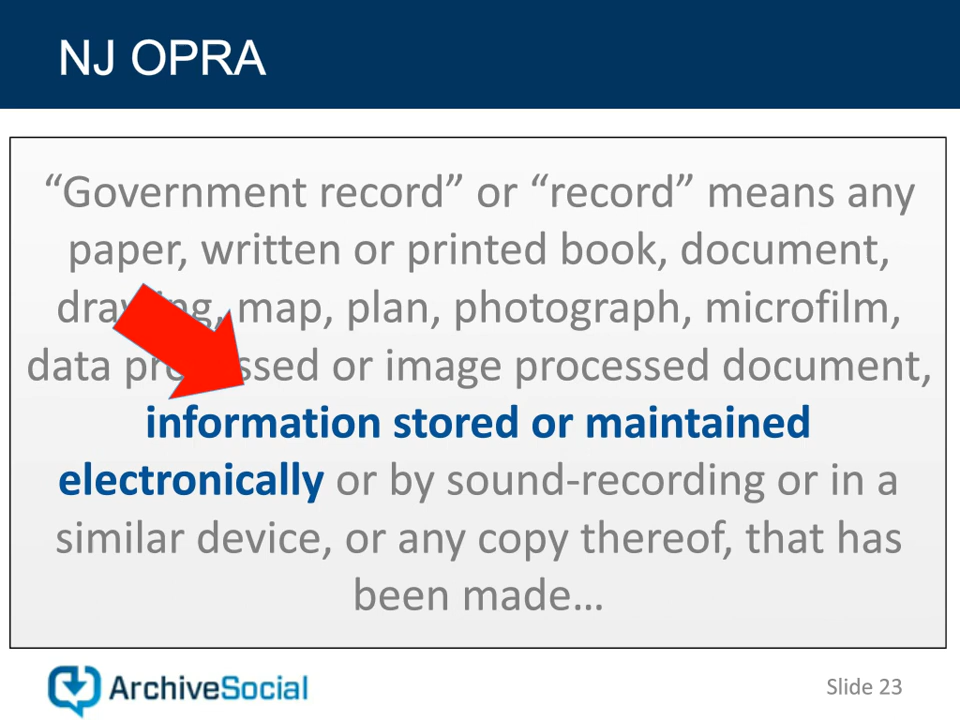 NJ OPRA
“Government record” or “record” means any
paper, written or printed book, document,
drawing, map, plan, photograph, microfilm,
data processed or image processed document,
information stored or maintained
electronically or by sound-recording or in a
similar device, or any copy thereof, that has
been made…
ArchiveSocial
Slide 23